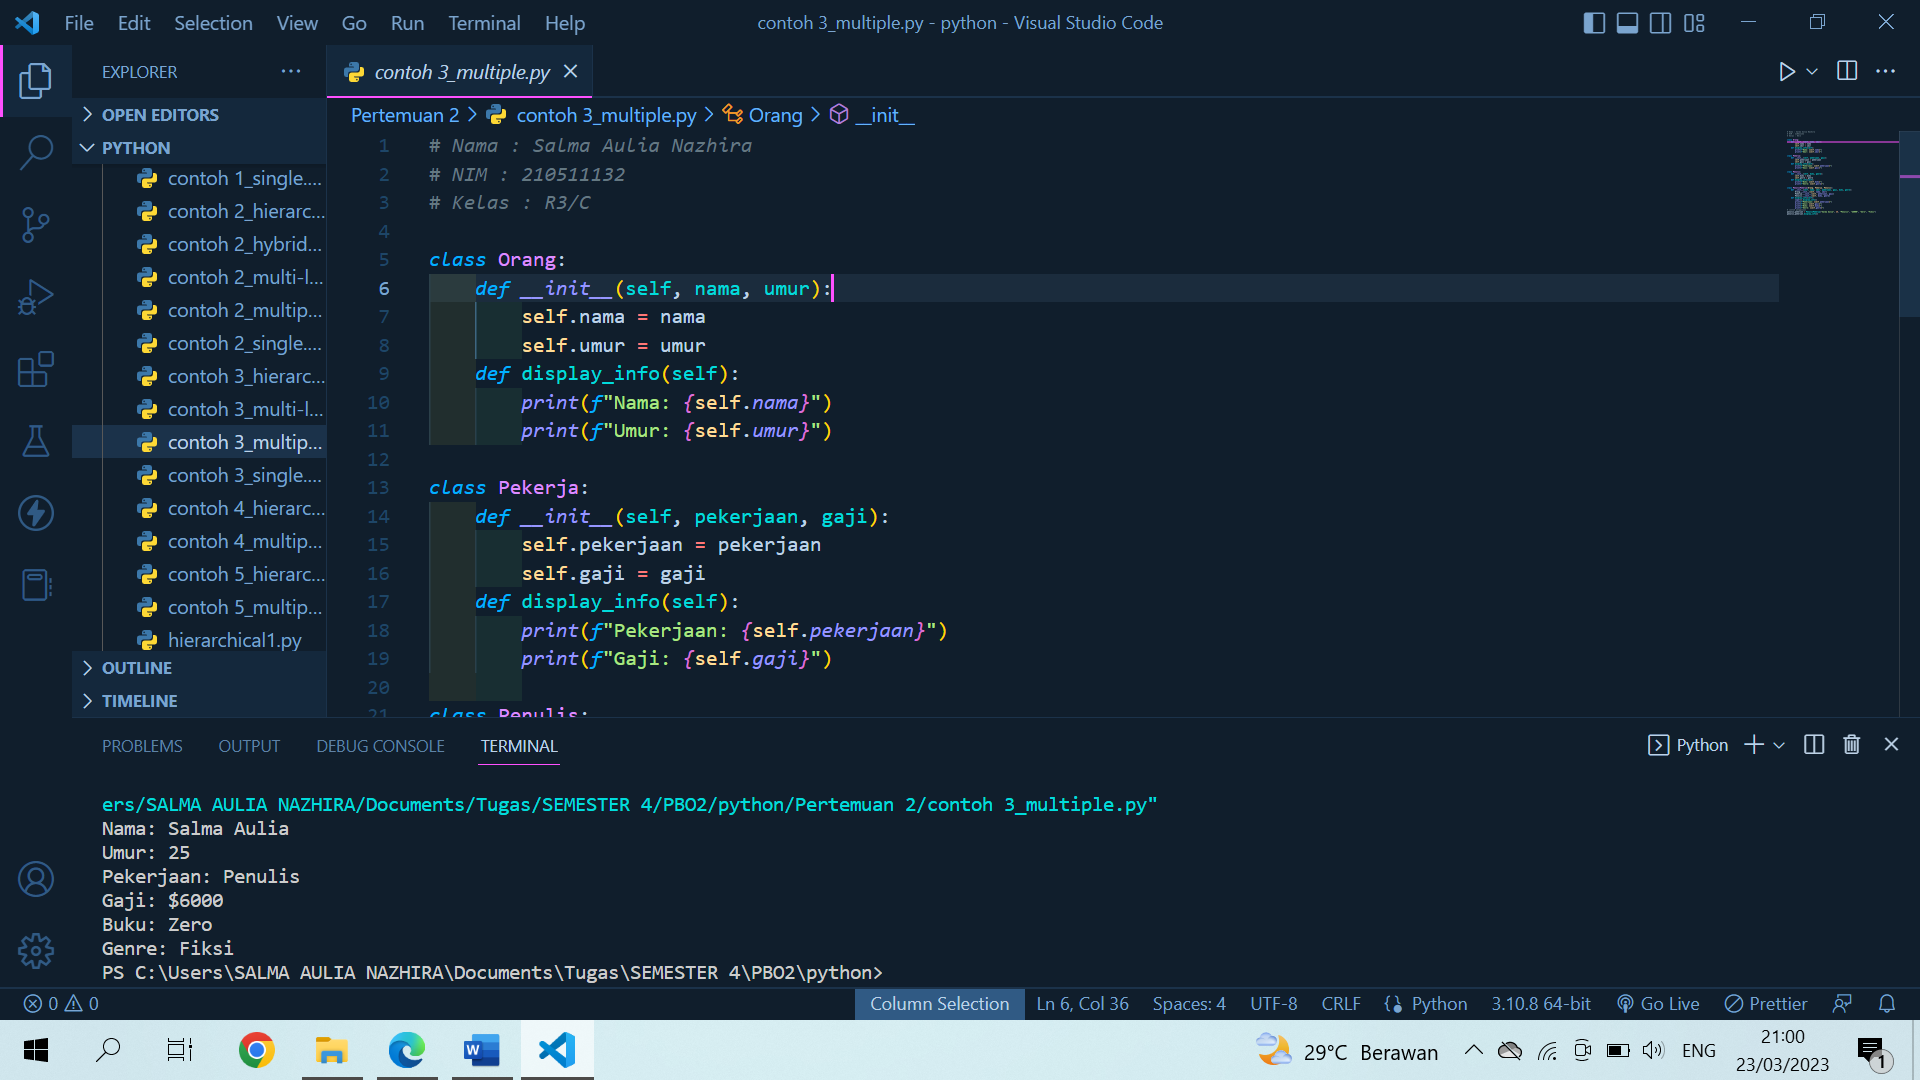 File Edit Selection View Go Run Terminal Help
contoh 3_multiple.py - python - Visual Studio Code
EXPLORER
OPEN EDITORS
PYTHON
contoh 1_single....
contoh 2_hierarc...
contoh 2_hybrid...
contoh 2_multi-l...
contoh 2_multip...
contoh 2_single....
contoh 3_hierarc...
contoh 3_multi-l...
contoh 3_multip...
contoh 3_single....
contoh 4_hierarc...
contoh 4_multip...
contoh 5_hierarc...
contoh 5_multip...
hierarchical1.py
OUTLINE
TIMELINE
contoh 3_multiple.py
Pertemuan 2 > contoh 3_multiple.py > Orang > __init__
1 # Nama : Salma Aulia Nazhira
2 # NIM : 210511132
3 # Kelas : R3/C
4
5 class Orang:
6     def __init__(self, nama, umur):
7         self.nama = nama
8         self.umur = umur
9     def display_info(self):
10         print(f"Nama: {self.nama}")
11         print(f"Umur: {self.umur}")
12
13 class Pekerja:
14     def __init__(self, pekerjaan, gaji):
15         self.pekerjaan = pekerjaan
16         self.gaji = gaji
17     def display_info(self):
18         print(f"Pekerjaan: {self.pekerjaan}")
19         print(f"Gaji: {self.gaji}")
20
21 class Penulis:
PROBLEMS OUTPUT DEBUG CONSOLE TERMINAL
Python
ers/SALMA AULIA NAZHIRA/Documents/Tugas/SEMESTER 4/PBO2/python/Pertemuan 2/contoh 3_multiple.py"
Nama: Salma Aulia
Umur: 25
Pekerjaan: Penulis
Gaji: $6000
Buku: Zero
Genre: Fiksi
PS C:\Users\SALMA AULIA NAZHIRA\Documents\Tugas\SEMESTER 4\PBO2\python>
0 0 Column Selection Ln 6, Col 36 Spaces: 4 UTF-8 CRLF Python 3.10.8 64-bit Go Live Prettier
29°C Berawan ENG
21:00
23/03/2023
1